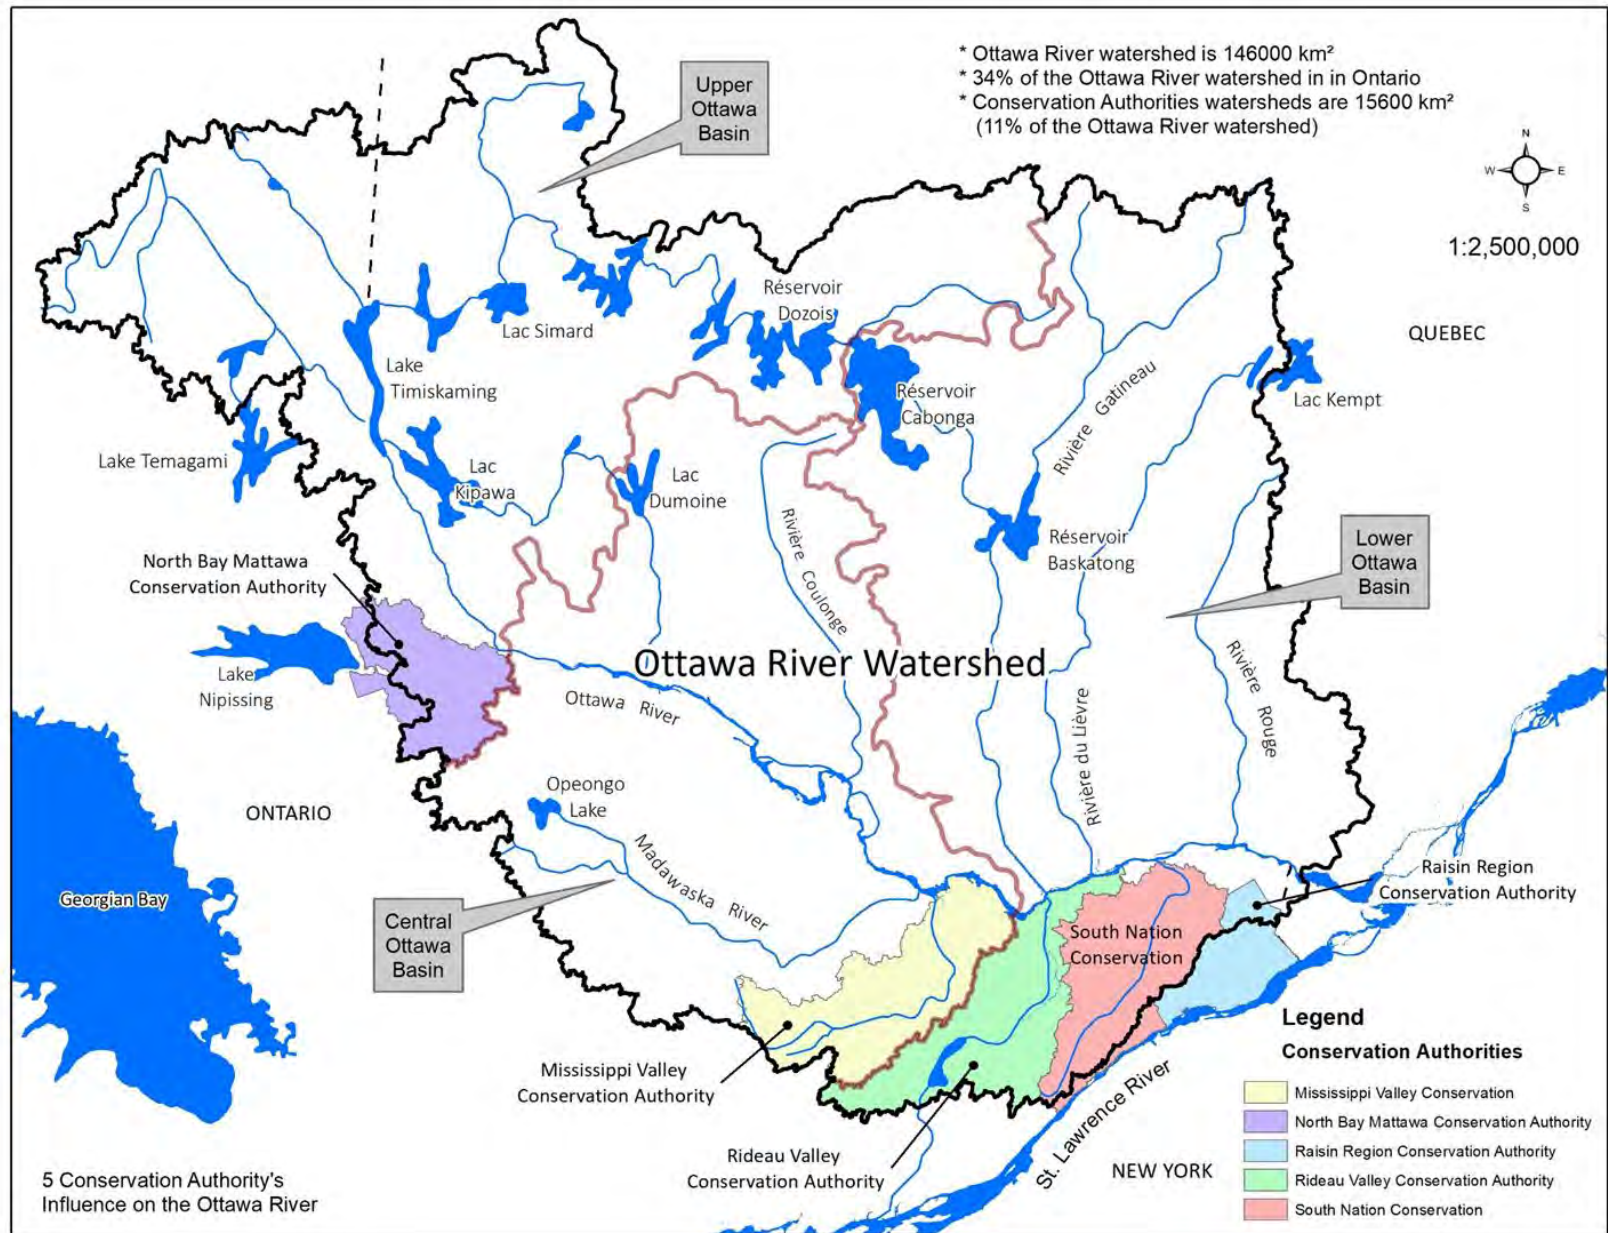 * Ottawa River watershed is 146000 km²
* 34% of the Ottawa River watershed in in Ontario
* Conservation Authorities watersheds are 15600 km²
(11% of the Ottawa River watershed)
Upper
Ottawa
Basin
N
W
E
S
1:2,500,000
QUEBEC
Réservoir
Dozois
Lac Simard
Lake
Timiskaming
Réservoir
Cabonga
Rivière Gatineau
Lac Kempt
Lake Temagami
Lac
Kipawa
Lac
Dumoine
Rivière Coulonge
Réservoir
Baskatong
Lower
Ottawa
Basin
North Bay Mattawa
Conservation Authority
Ottawa River Watershed
Lake
Nipissing
Ottawa River
Rivière du Lièvre
Rivière Rouge
ONTARIO
Opeongo
Lake
Madawaska River
Georgian Bay
Central
Ottawa
Basin
Raisin Region
Conservation Authority
South Nation
Conservation
Mississippi Valley
Conservation Authority
Rideau Valley
Conservation Authority
St. Lawrence River
NEW YORK
5 Conservation Authority's
Influence on the Ottawa River
Legend
Conservation Authorities
Mississippi Valley Conservation
North Bay Mattawa Conservation Authority
Raisin Region Conservation Authority
Rideau Valley Conservation Authority
South Nation Conservation